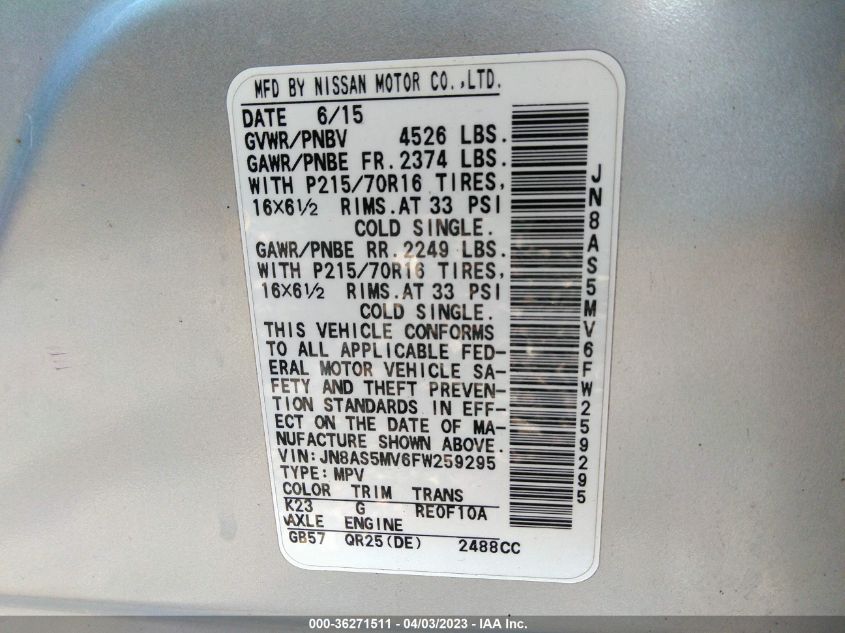 MFD BY NISSAN MOTOR CO.,LTD.
DATE 6/15
GVWR/PNBV 4526 LBS.
GAWR/PNBE FR. 2374 LBS.
WITH P215/70R16 TIRES,
16X6½ RIMS. AT 33 PSI
COLD SINGLE.
GAWR/PNBE RR. 2249 LBS.
WITH P215/70R16 TIRES,
16X6½ RIMS. AT 33 PSI
COLD SINGLE.
THIS VEHICLE CONFORMS
TO ALL APPLICABLE FED-
ERAL MOTOR VEHICLE SA-
FETY AND THEFT PREVEN-
TION STANDARDS IN EFF-
ECT ON THE DATE OF MA-
NUFACTURE SHOWN ABOVE.
VIN:JN8AS5MV6FW259295
TYPE: MPV
COLOR TRIM TRANS
K23 G RE0F10A
AXLE ENGINE
GB57 QR25(DE) 2488CC
JN8AS5MV6FW259295
000-36271511 - 04/03/2023 - IAA Inc.